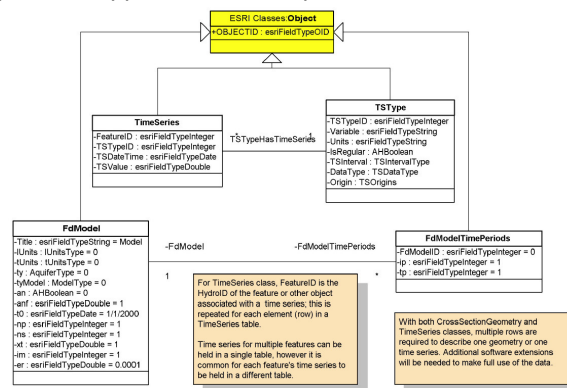 ESRI Classes:Object
+OBJECTID : esriFieldTypeOID
TimeSeries
-FeatureID : esriFieldTypeInteger
-TSTypeID : esriFieldTypeInteger
-TSDateTime : esriFieldTypeDate
-TSValue : esriFieldTypeDouble
TSTypeHasTimeSeries
*
1
TSType
-TSTypeID : esriFieldTypeInteger
-Variable : esriFieldTypeString
-Units : esriFieldTypeString
-IsRegular : AHBoolean
-TSInterval : TSIntervalType
-DataType : TSDataType
-Origin : TSOrigins
FdModel
-Title : esriFieldTypeString = Model
-lUnits : lUnitsType = 0
-tUnits : tUnitsType = 0
-ty : AquiferType = 0
-tyModel : ModelType = 0
-an : AHBoolean = 0
-anf : esriFieldTypeDouble = 1
-t0 : esriFieldTypeDate = 1/1/2000
-np : esriFieldTypeInteger = 1
-ns : esriFieldTypeInteger = 1
-xt : esriFieldTypeDouble = 1
-im : esriFieldTypeInteger = 1
-er : esriFieldTypeDouble = 0.0001
-FdModel
-FdModelTimePeriods
1
*
FdModelTimePeriods
-FdModelID : esriFieldTypeInteger = 0
-ip : esriFieldTypeInteger = 1
-tp : esriFieldTypeInteger = 1
For TimeSeries class, FeatureID is the
HydroID of the feature or other object
associated with a time series; this is
repeated for each element (row) in a
TimeSeries table.
Time series for multiple features can be
held in a single table, however it is
common for each feature's time series to
be held in a different table.
With both CrossSectionGeometry and
TimeSeries classes, multiple rows are
required to describe one geometry or one
time series. Additional software extensions
will be needed to make full use of the data.